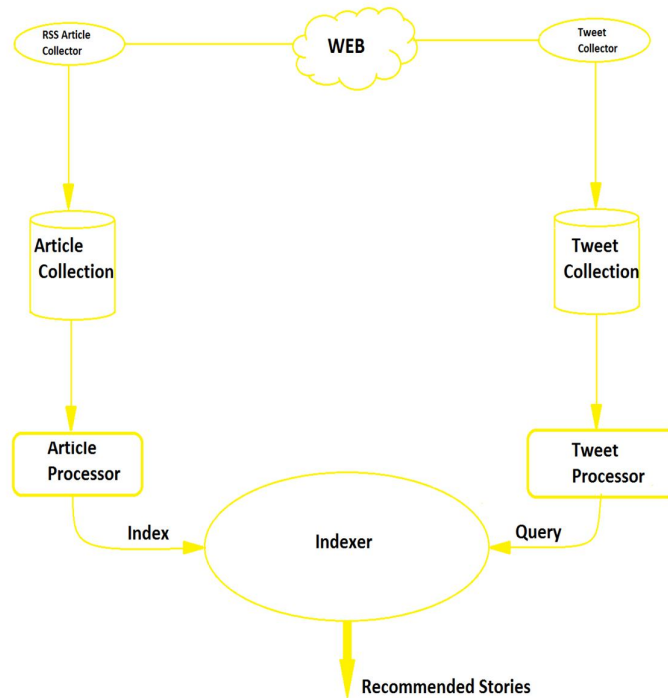 RSS Article
Collector
WEB
Tweet
Collector
Article
Collection
Tweet
Collection
Article
Processor
Tweet
Processor
Index
Indexer
Query
Recommended Stories